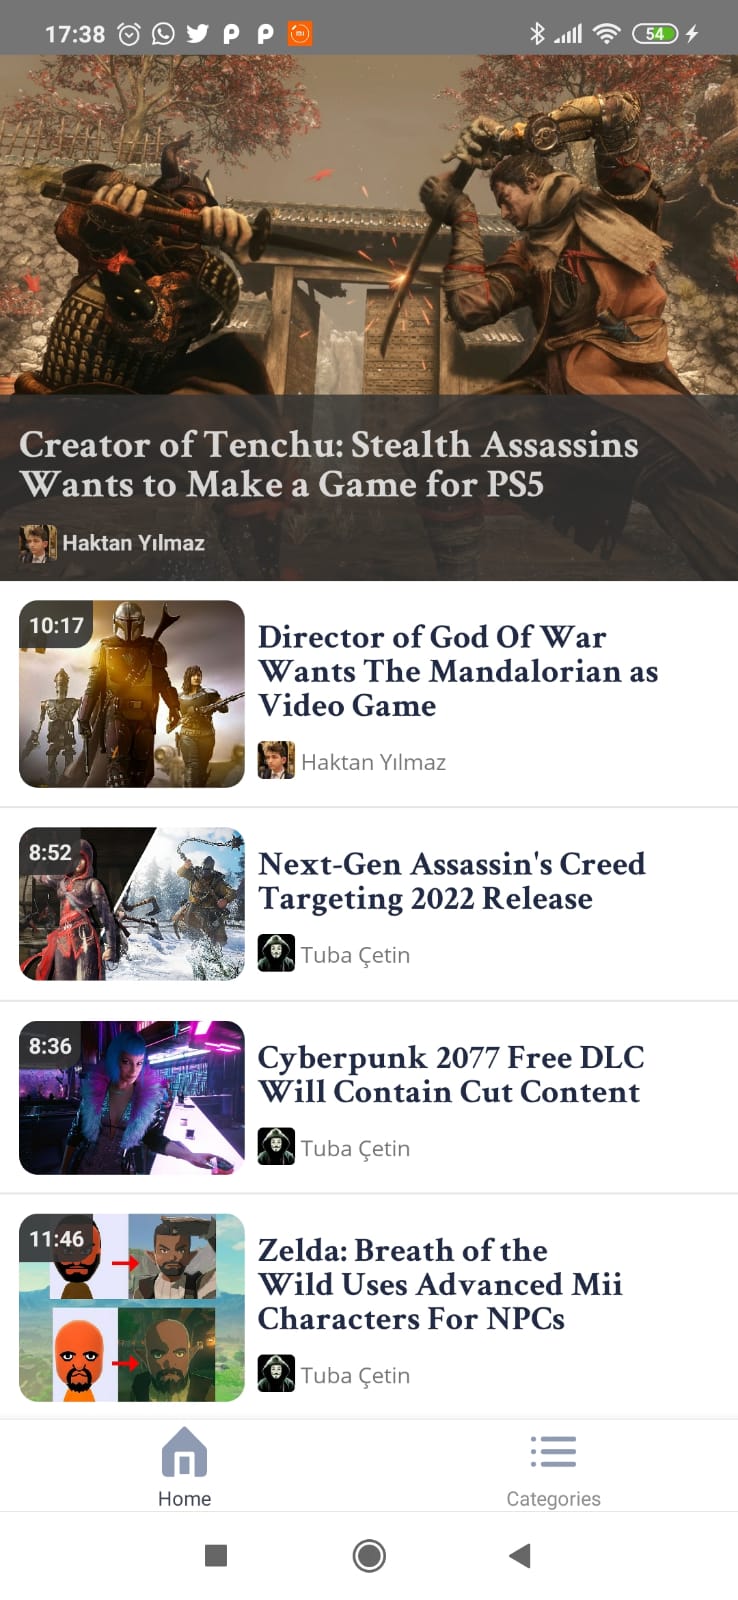 17:38
54
Creator of Tenchu: Stealth Assassins
Wants to Make a Game for PS5
Haktan Yılmaz
10:17
Director of God Of War
Wants The Mandalorian as
Video Game
Haktan Yılmaz
8:52
Next-Gen Assassin's Creed
Targeting 2022 Release
Tuba Çetin
8:36
Cyberpunk 2077 Free DLC
Will Contain Cut Content
Tuba Çetin
11:46
Zelda: Breath of the
Wild Uses Advanced Mii
Characters For NPCs
Tuba Çetin
Home
Categories